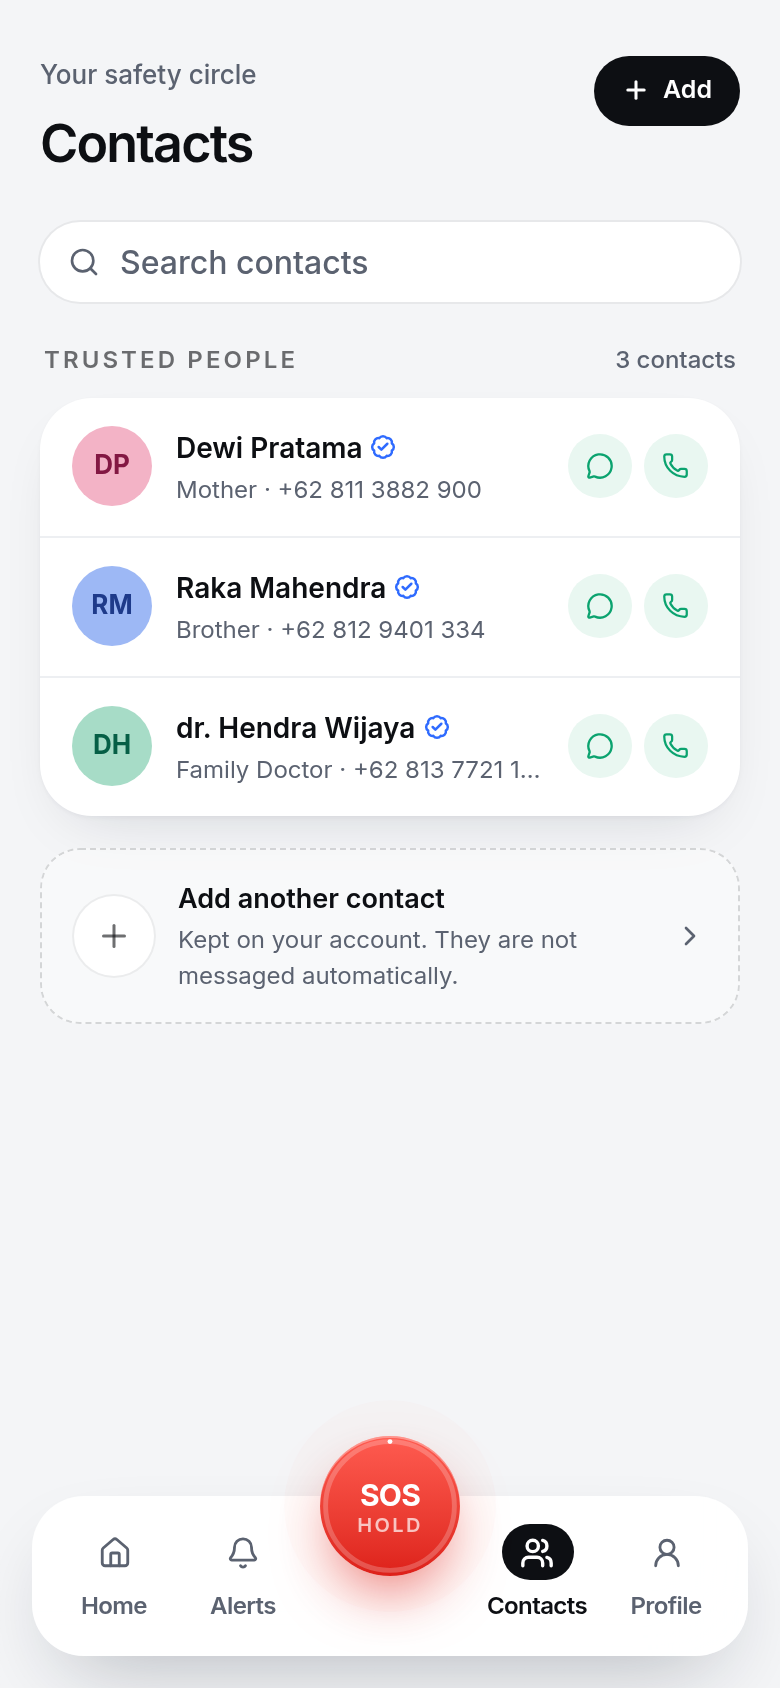 Your safety circle
Add
Contacts
Search contacts
TRUSTED PEOPLE
3 contacts
DP
Dewi Pratama
Mother · +62 811 3882 900
RM
Raka Mahendra
Brother · +62 812 9401 334
DH
dr. Hendra Wijaya
Family Doctor · +62 813 7721 1...
Add another contact
Kept on your account. They are not
messaged automatically.
SOS
HOLD
Home
Alerts
Contacts
Profile